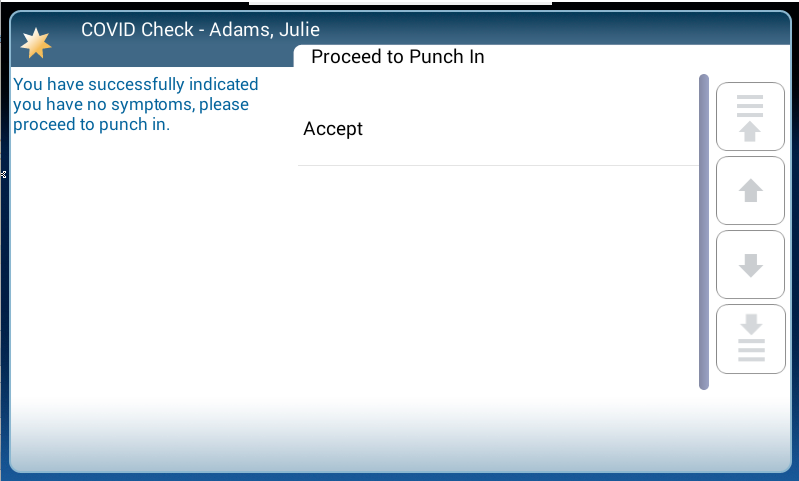 COVID Check - Adams, Julie
Proceed to Punch In
You have successfully indicated
you have no symptoms, please
proceed to punch in.
Accept